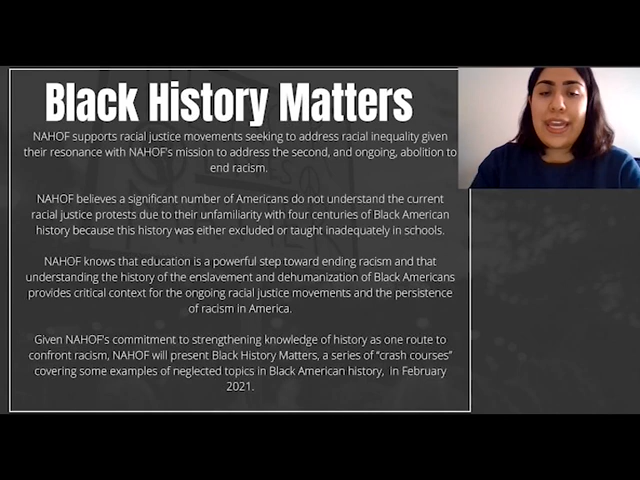 Black History Matters
NAHOF supports racial justice movements seeking to address racial inequality given
their resonance with NAHOF's mission to address the second, and ongoing, abolition to
end racism.
NAHOF believes a significant number of Americans do not understand the current
racial justice protests due to their unfamiliarity with four centuries of Black American
history because this history was either excluded or taught inadequately in schools.
NAHOF knows that education is a powerful step toward ending racism and that
understanding the history of the enslavement and dehumanization of Black Americans
provides critical context for the ongoing racial justice movements and the persistence
of racism in America.
Given NAHOF's commitment to strengthening knowledge of history as one route to
confront racism, NAHOF will present Black History Matters, a series of “crash courses”
covering some examples of neglected topics in Black American history, in February
2021.